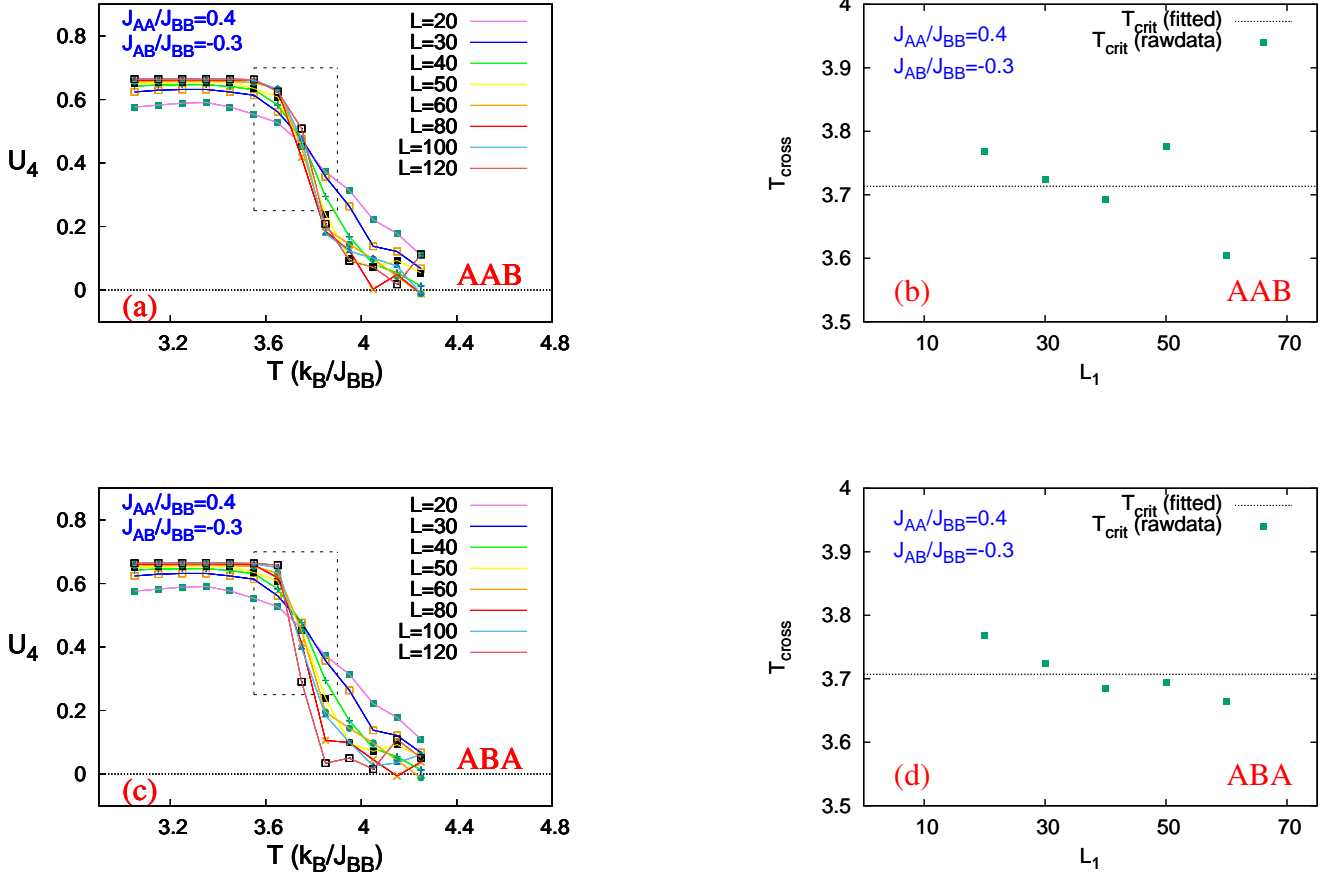 J_AA/J_BB=0.4
J_AB/J_BB=-0.3
L=20
L=30
L=40
L=50
L=60
L=80
L=100
L=120
0.8
0.6
0.4
0.2
0
U_4
(a)
AAB
3.2
3.6
4
4.4
4.8
T (k_B/J_BB)
4
3.9
3.8
3.7
3.6
3.5
T_cross
J_AA/J_BB=0.4
J_AB/J_BB=-0.3
T_crit (fitted)
T_crit (rawdata)
(b)
AAB
10
30
50
70
L_1
J_AA/J_BB=0.4
J_AB/J_BB=-0.3
L=20
L=30
L=40
L=50
L=60
L=80
L=100
L=120
0.8
0.6
0.4
0.2
0
U_4
(c)
ABA
3.2
3.6
4
4.4
4.8
T (k_B/J_BB)
4
3.9
3.8
3.7
3.6
3.5
T_cross
J_AA/J_BB=0.4
J_AB/J_BB=-0.3
T_crit (fitted)
T_crit (rawdata)
(d)
ABA
10
30
50
70
L_1